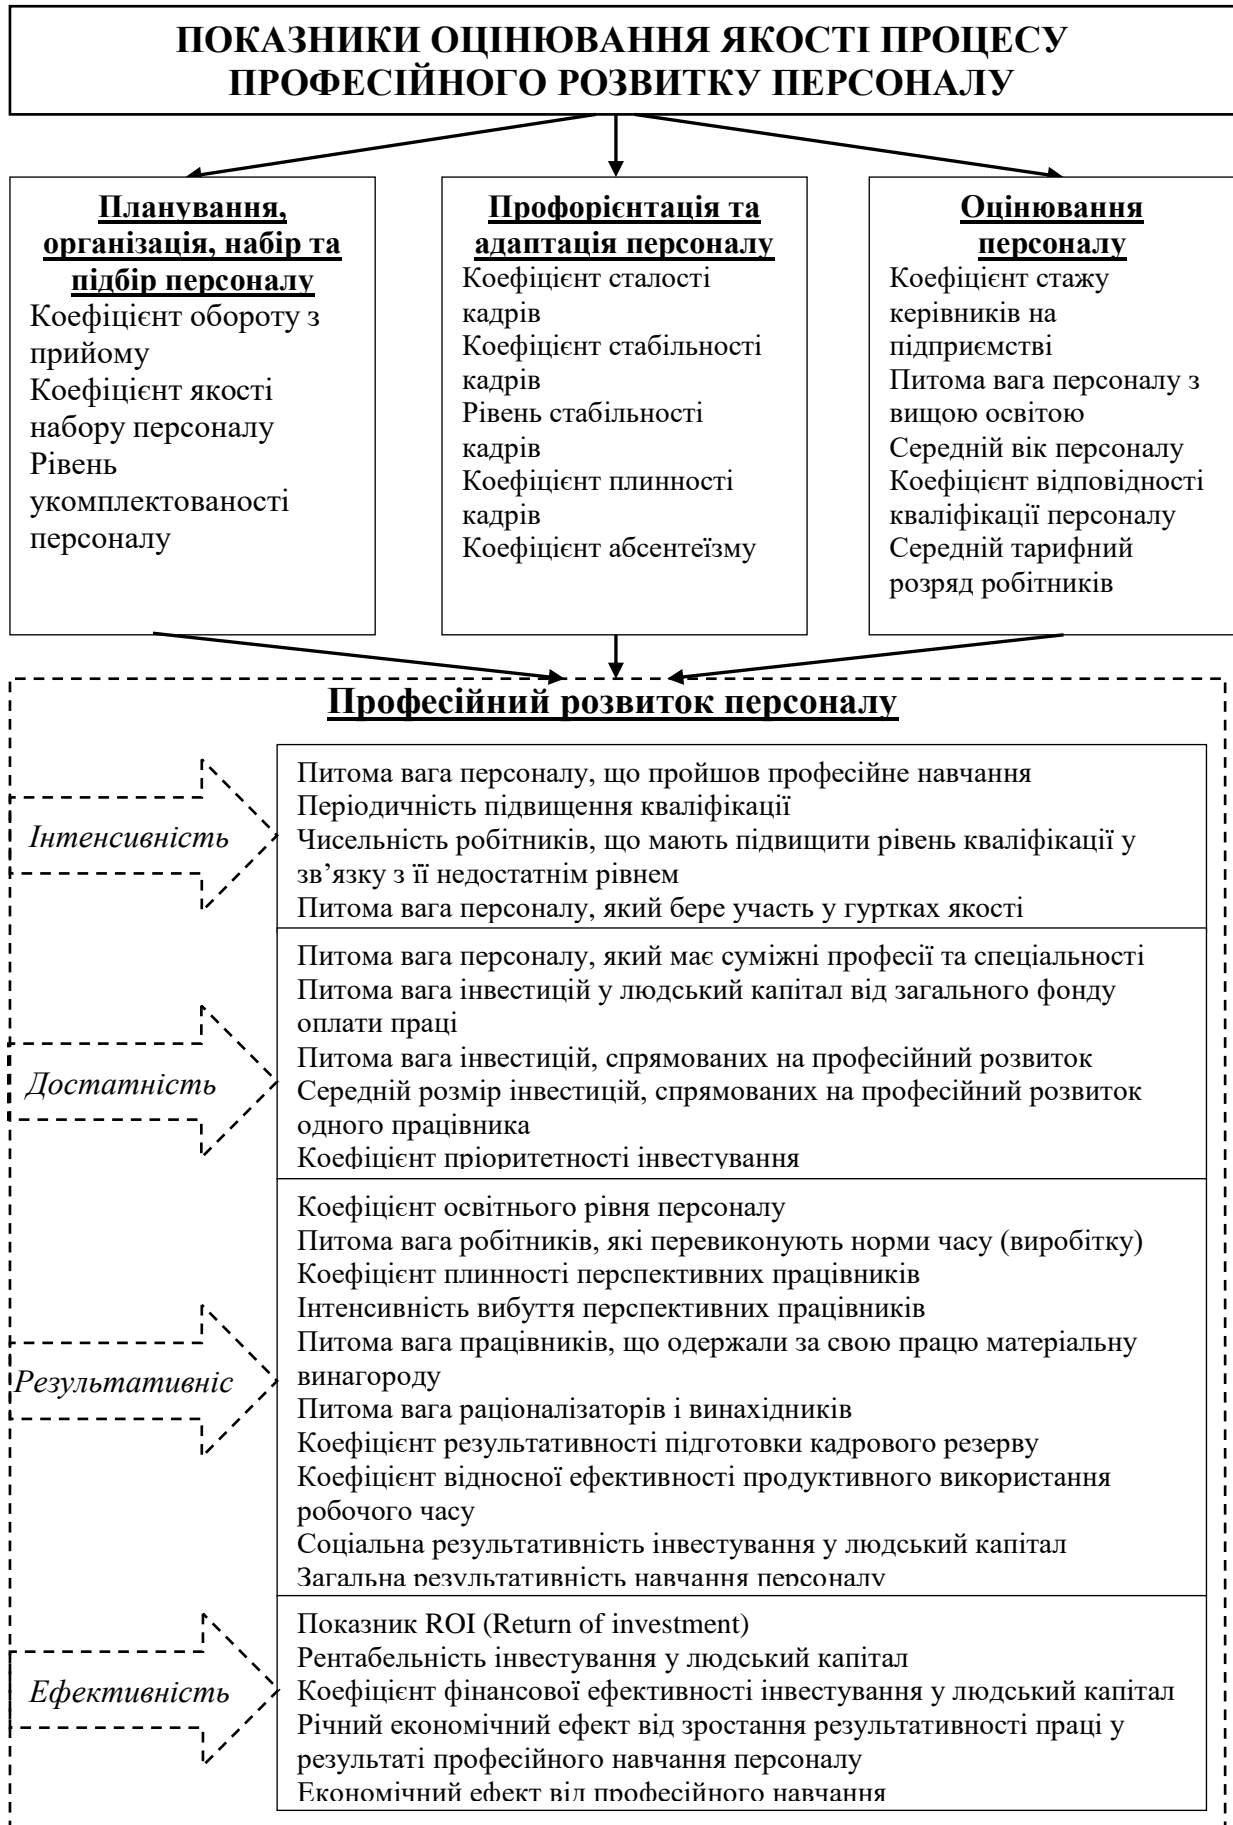 ПОКАЗНИКИ ОЦІНЮВАННЯ ЯКОСТІ ПРОЦЕСУ
ПРОФЕСІЙНОГО РОЗВИТКУ ПЕРСОНАЛУ
Планування,
організація, набір та
підбір персоналу
Коефіцієнт обороту з
прийому
Коефіцієнт якості
набору персоналу
Рівень
укомплектованості
персоналу
Профорієнтація та
адаптація персоналу
Коефіцієнт сталості
кадрів
Коефіцієнт стабільності
кадрів
Рівень стабільності
кадрів
Коефіцієнт плинності
кадрів
Коефіцієнт абсентеїзму
Оцінювання
персоналу
Коефіцієнт стажу
керівників на
підприємстві
Питома вага персоналу з
вищою освітою
Середній вік персоналу
Коефіцієнт відповідності
кваліфікації персоналу
Середній тарифний
розряд робітників
Професійний розвиток персоналу
Інтенсивність
Питома вага персоналу, що пройшов професійне навчання
Періодичність підвищення кваліфікації
Чисельність робітників, що мають підвищити рівень кваліфікації у
зв’язку з її недостатнім рівнем
Питома вага персоналу, який бере участь у гуртках якості
Достатність
Питома вага персоналу, який має суміжні професії та спеціальності
Питома вага інвестицій у людський капітал від загального фонду
оплати праці
Питома вага інвестицій, спрямованих на професійний розвиток
Середній розмір інвестицій, спрямованих на професійний розвиток
одного працівника
Коефіцієнт пріоритетності інвестування
Результативніс
Коефіцієнт освітнього рівня персоналу
Питома вага робітників, які перевиконують норми часу (виробітку)
Коефіцієнт плинності перспективних працівників
Інтенсивність вибуття перспективних працівників
Питома вага працівників, що одержали за свою працю матеріальну
винагороду
Питома вага раціоналізаторів і винахідників
Коефіцієнт результативності підготовки кадрового резерву
Коефіцієнт відносної ефективності продуктивного використання
робочого часу
Соціальна результативність інвестування у людський капітал
Загальна результативність навчання персоналу
Ефективність
Показник ROI (Return of investment)
Рентабельність інвестування у людський капітал
Коефіцієнт фінансової ефективності інвестування у людський капітал
Річний економічний ефект від зростання результативності праці у
результаті професійного навчання персоналу
Економічний ефект від професійного навчання